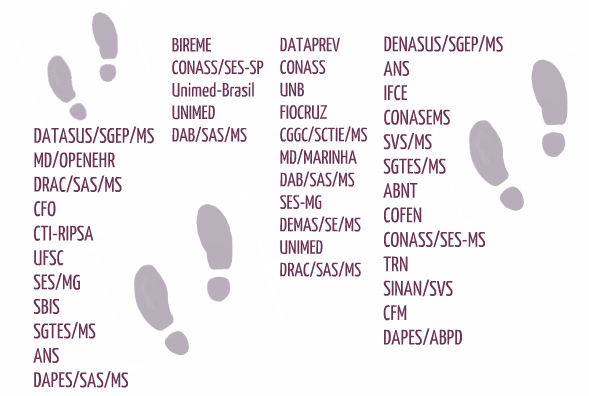 DATASUS/SGEP/MS
MD/OPENEHR
DRAC/SAS/MS
CFO
CTI-RIPSA
UFSC
SES/MG
SBIS
SGTES/MS
ANS
DAPES/SAS/MS
BIREME
CONASS/SES-SP
Unimed-Brasil
UNIMED
DAB/SAS/MS
DATAPREV
CONASS
UNB
FIOCRUZ
CGGC/SCTIE/MS
MD/MARINHA
DAB/SAS/MS
SES-MG
DEMAS/SE/MS
UNIMED
DRAC/SAS/MS
DENASUS/SGEP/MS
ANS
IFCE
CONASEMS
SVS/MS
SGTES/MS
ABNT
COFEN
CONASS/SES-MS
TRN
SINAN/SVS
CFM
DAPES/ABPD